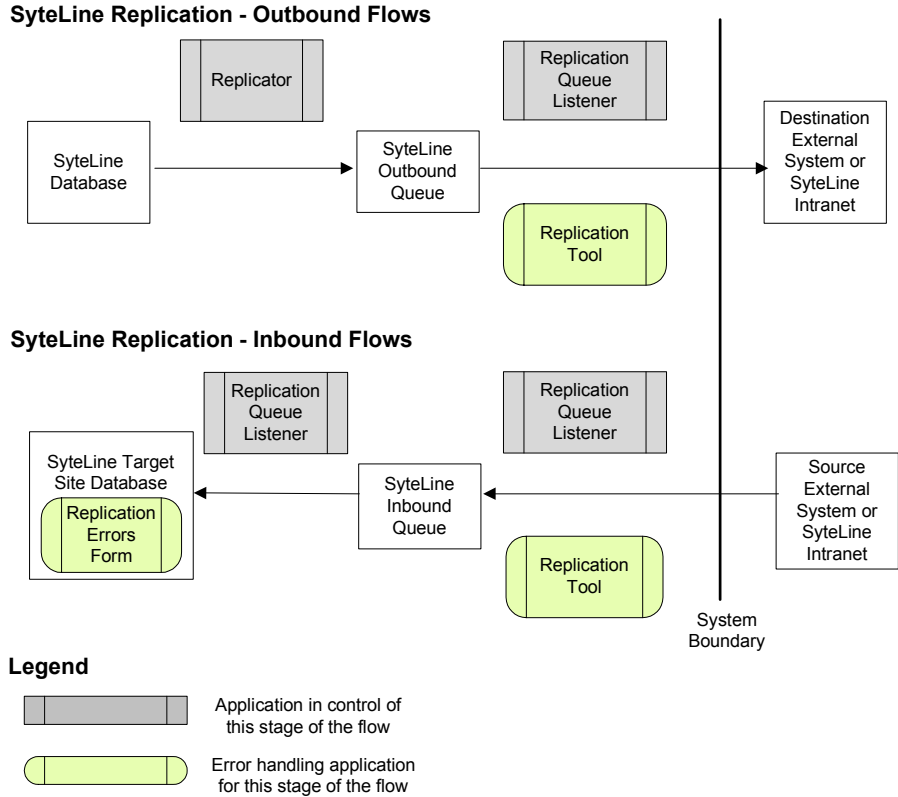 SyteLine Replication - Outbound Flows
Replicator
Replication
Queue
Listener
SyteLine
Database
SyteLine
Outbound
Queue
Destination
External
System or
SyteLine
Intranet
Replication
Tool
SyteLine Replication - Inbound Flows
Replication
Queue
Listener
Replication
Queue
Listener
SyteLine Target
Site Database
Replication
Errors
Form
SyteLine
Inbound
Queue
Source
External
System or
SyteLine
Intranet
Replication
Tool
System
Boundary
Legend
Application in control of
this stage of the flow
Error handling application
for this stage of the flow